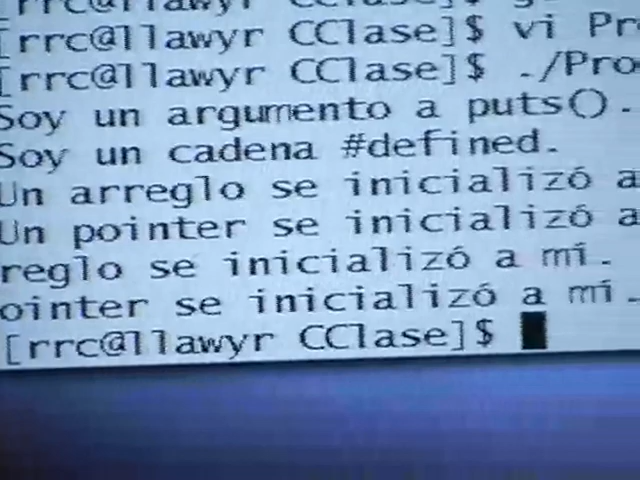 [rrc@llawyr CClase]$ vi Pr
[rrc@llawyr CClase]$ ./Pro
Soy un argumento a puts().
Soy un cadena #defined.
Un arreglo se inicializó a
Un pointer se inicializó a
reglo se inicializó a mí.
ointer se inicializó a mí.
[rrc@llawyr CClase]$